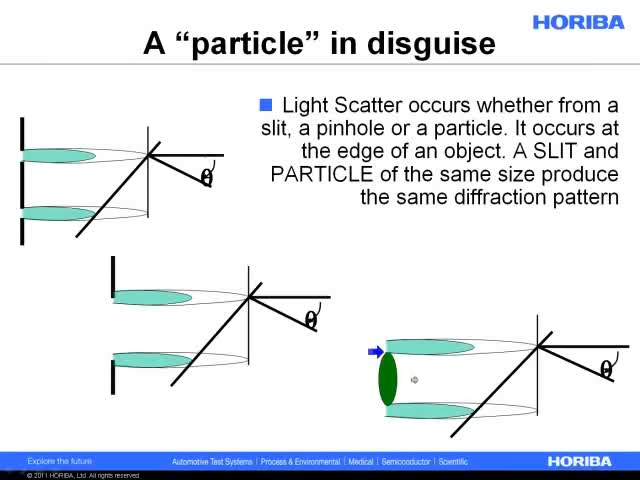 HORIBA
A “particle” in disguise
Light Scatter occurs whether from a
slit, a pinhole or a particle. It occurs at
the edge of an object. A SLIT and
PARTICLE of the same size produce
the same diffraction pattern
θ
θ
θ
Explore the future
Automotive Test Systems | Process & Environmental | Medical | Semiconductor | Scientific
HORIBA
© 2011 HORIBA, Ltd. All rights reserved.